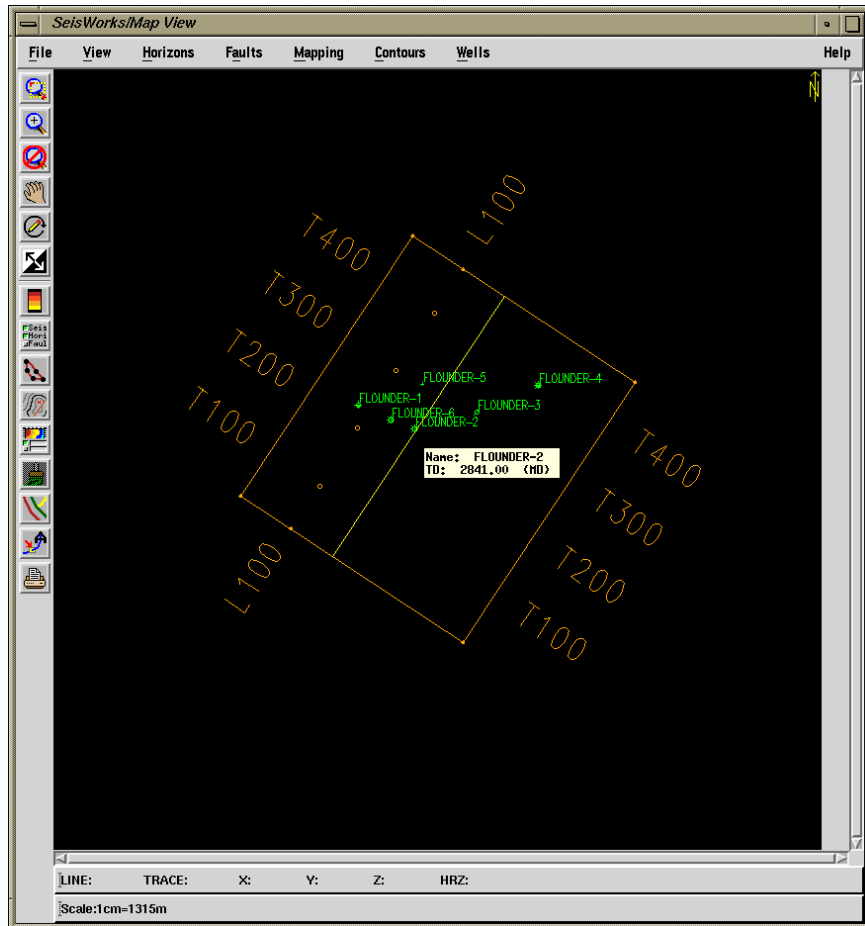 SeisWorks/Map View
File View Horizons Faults Mapping Contours Wells Help
N
L100
T400
T300
T200
T100
FLOUNDER-5
FLOUNDER-4
FLOUNDER-1
FLOUNDER-3
FLOUNDER-6
FLOUNDER-2
Name: FLOUNDER-2
TD: 2841.00 (MD)
T400
T300
T200
T100
L100
Seis
Hori
Faul
LINE: TRACE: X: Y: Z: HRZ:
Scale:1cm=1315m